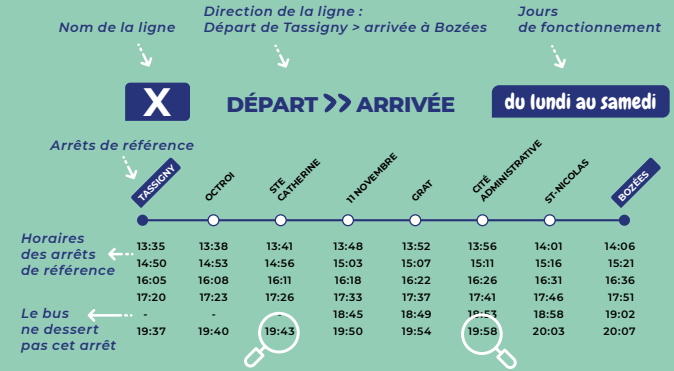 Nom de la ligne
Direction de la ligne :
Départ de Tassigny > arrivée à Bozées
Jours
de fonctionnement
X
DÉPART >> ARRIVÉE
du lundi au samedi
Arrêts de référence
TASSIGNY
OCTROI
STE
CATHERINE
11 NOVEMBRE
GRAT
CITÉ
ADMINISTRATIVE
ST-NICOLAS
BOZÉES
Horaires
des arrêts
de référence
13:35 13:38 13:41 13:48 13:52 13:56 14:01 14:06
14:50 14:53 14:56 15:03 15:07 15:11 15:16 15:21
16:05 16:08 16:11 16:18 16:22 16:26 16:31 16:36
17:20 17:23 17:26 17:33 17:37 17:41 17:46 17:51
Le bus
ne dessert
pas cet arrêt
- - - 18:45 18:49 18:53 18:58 19:02
19:37 19:40 19:43 19:50 19:54 19:58 20:03 20:07